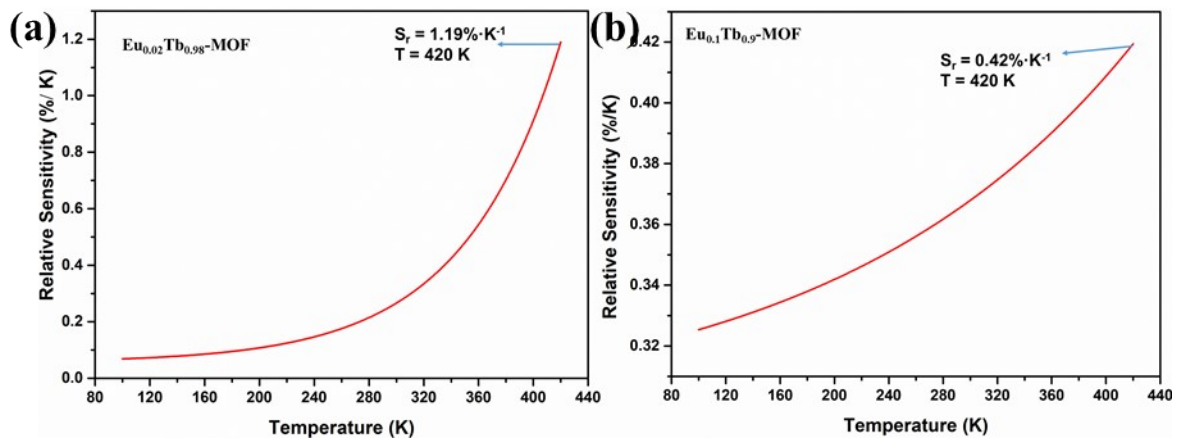 (a)
Eu0.02Tb0.98-MOF
Sr = 1.19%·K-1
T = 420 K
Relative Sensitivity (%/ K)
1.2
1.0
0.8
0.6
0.4
0.2
0.0
80 120 160 200 240 280 320 360 400 440
Temperature (K)
(b)
Eu0.1Tb0.9-MOF
Sr = 0.42%·K-1
T = 420 K
Relative Sensitivity (%/K)
0.42
0.40
0.38
0.36
0.34
0.32
80 120 160 200 240 280 320 360 400 440
Temperature (K)